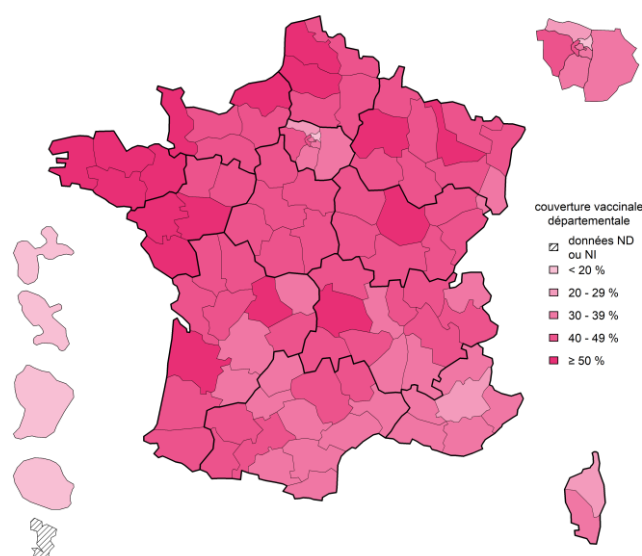 couverture vaccinale
départementale
données ND
ou NI
< 20 %
20 - 29 %
30 - 39 %
40 - 49 %
≥ 50 %